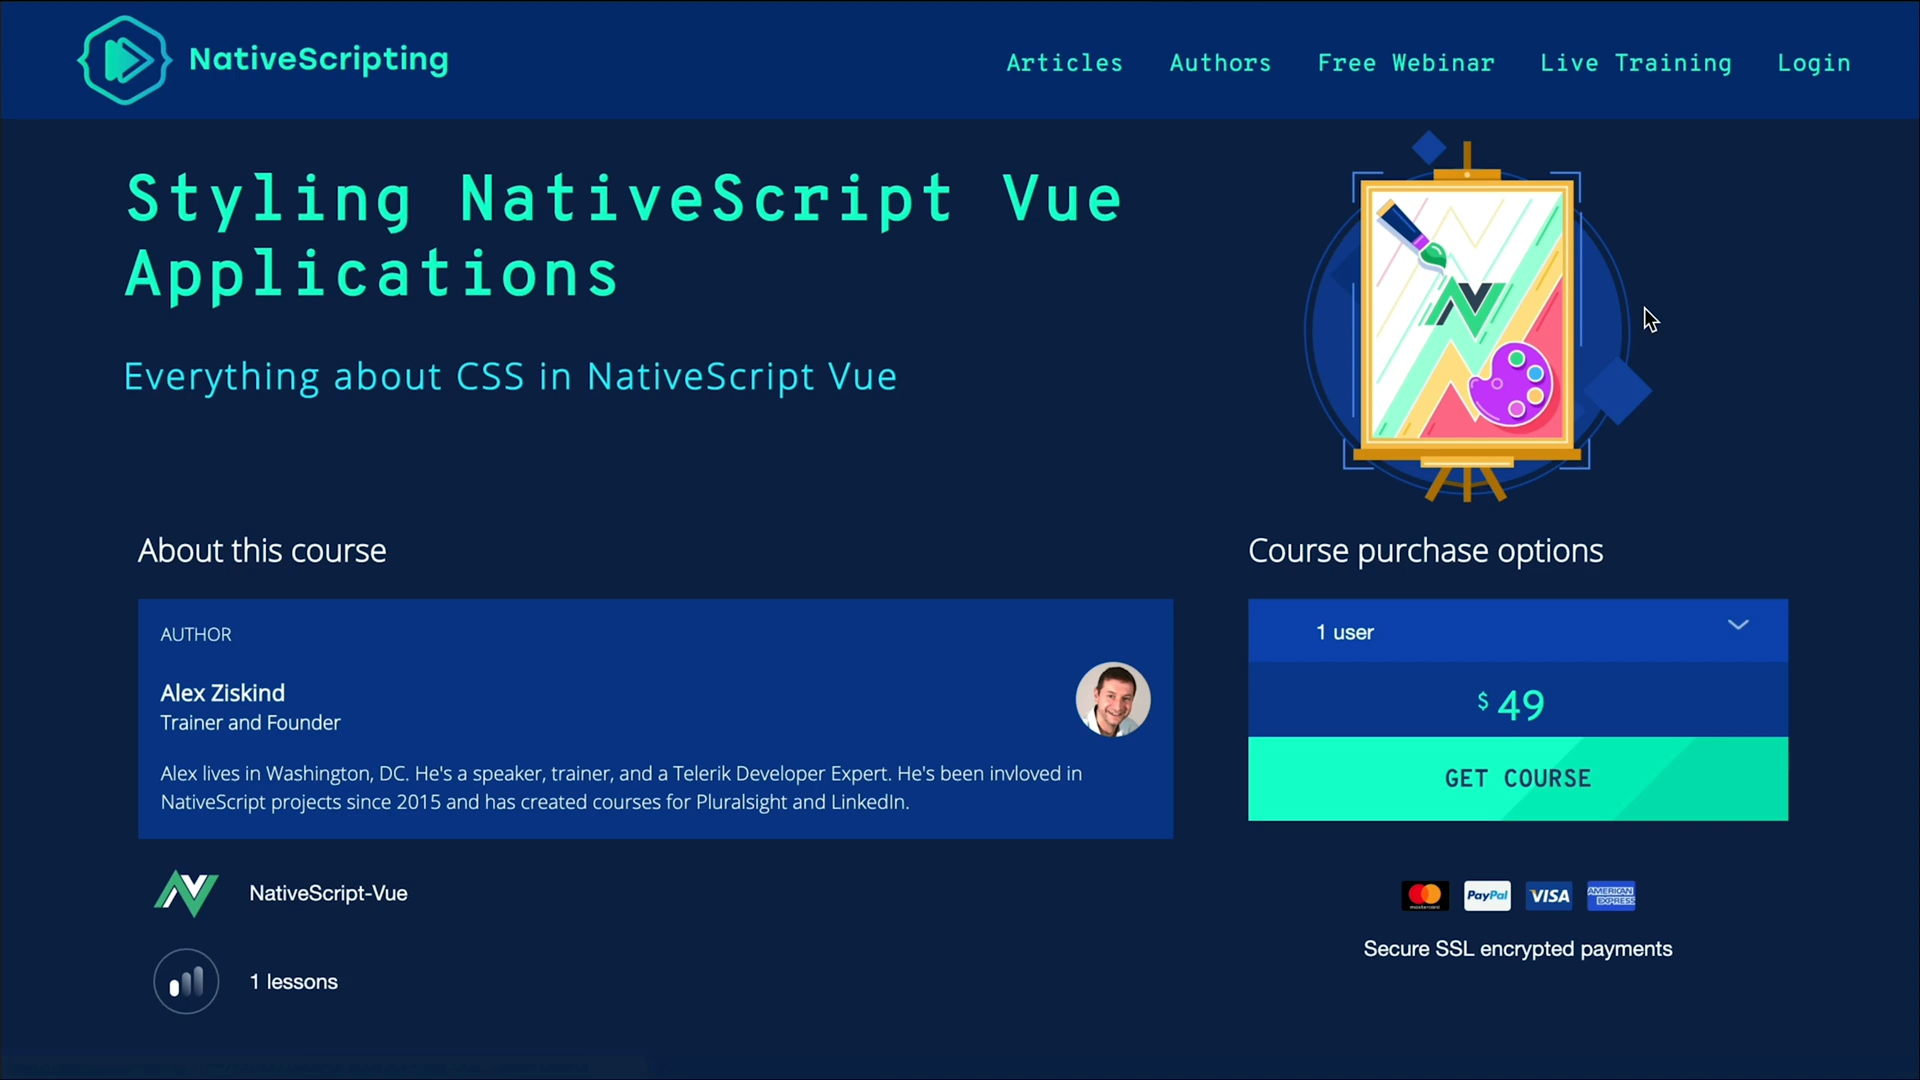 NativeScripting
Articles
Authors
Free Webinar
Live Training
Login
Styling NativeScript Vue
Applications
Everything about CSS in NativeScript Vue
About this course
AUTHOR
Alex Ziskind
Trainer and Founder
Alex lives in Washington, DC. He's a speaker, trainer, and a Telerik Developer Expert. He's been invloved in
NativeScript projects since 2015 and has created courses for Pluralsight and LinkedIn.
NativeScript-Vue
1 lessons
Course purchase options
1 user
$ 49
GET COURSE
mastercard
PayPal
VISA
AMERICAN
EXPRESS
Secure SSL encrypted payments